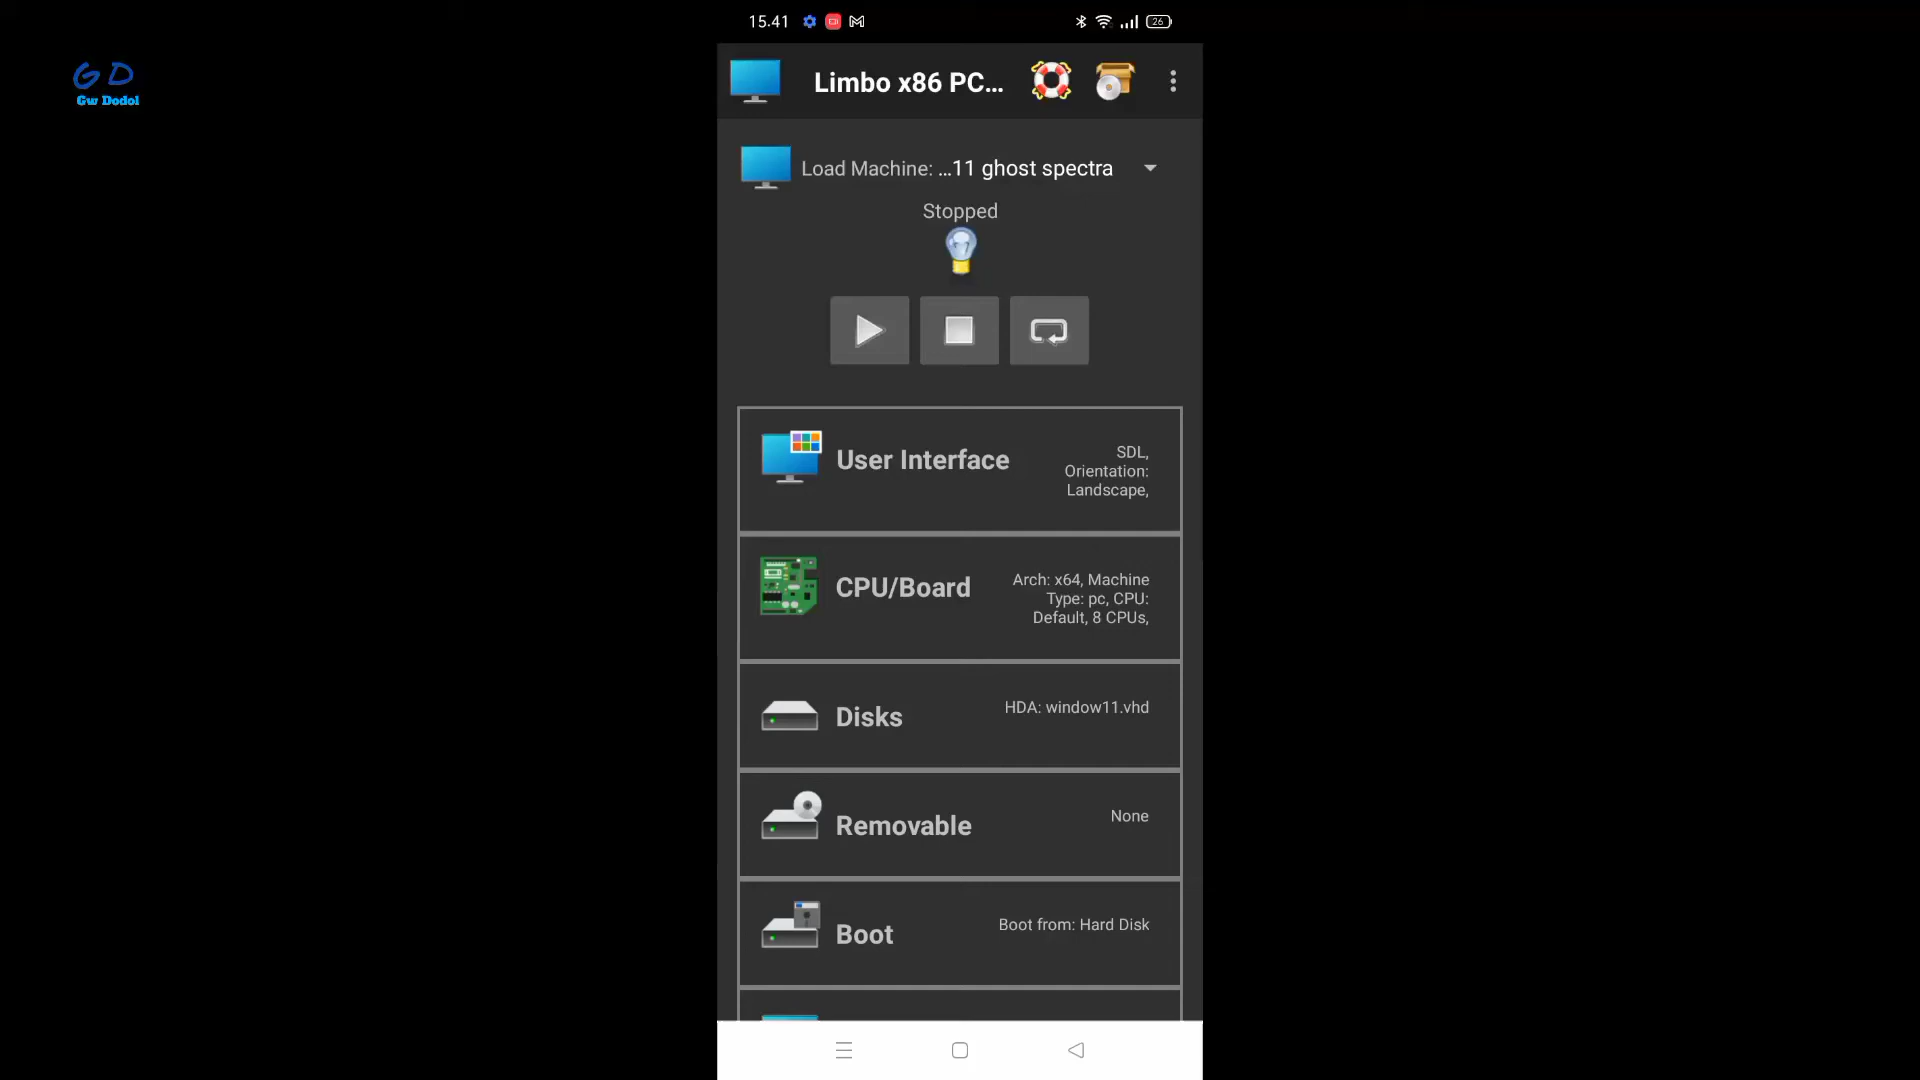 15.41
26
G D
Gw Dodol
Limbo x86 PC...
Load Machine: ...11 ghost spectra
Stopped
User Interface
SDL,
Orientation:
Landscape,
CPU/Board
Arch: x64, Machine
Type: pc, CPU:
Default, 8 CPUs,
Disks
HDA: window11.vhd
Removable
None
Boot
Boot from: Hard Disk